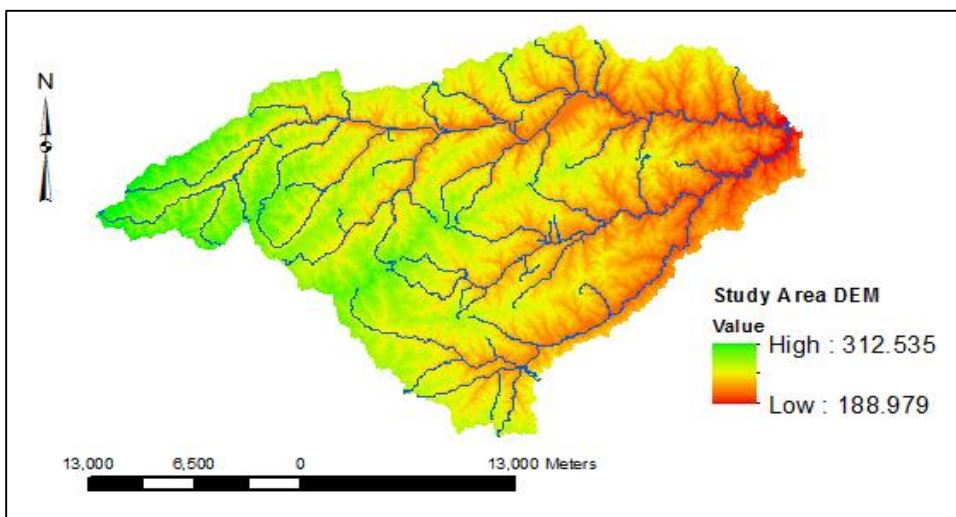 N
Study Area DEM
Value
High : 312.535
Low : 188.979
13,000 6,500 0 13,000 Meters